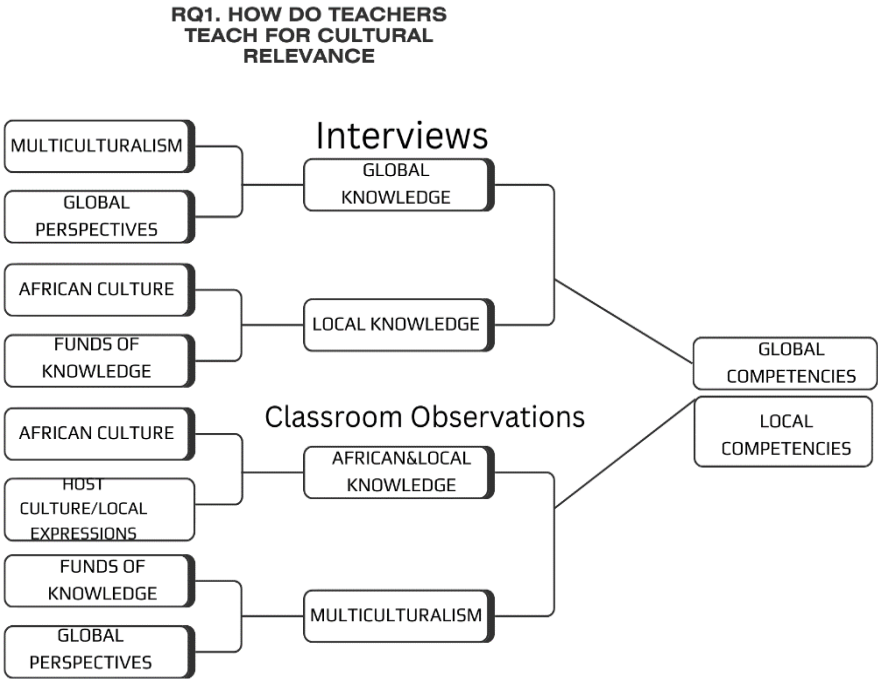 RQ1. HOW DO TEACHERS
TEACH FOR CULTURAL
RELEVANCE
Interviews
MULTICULTURALISM
GLOBAL
PERSPECTIVES
GLOBAL
KNOWLEDGE
AFRICAN CULTURE
FUNDS OF
KNOWLEDGE
LOCAL KNOWLEDGE
GLOBAL
COMPETENCIES
LOCAL
COMPETENCIES
Classroom Observations
AFRICAN CULTURE
HOST
CULTURE/LOCAL
EXPRESSIONS
AFRICAN&LOCAL
KNOWLEDGE
FUNDS OF
KNOWLEDGE
GLOBAL
PERSPECTIVES
MULTICULTURALISM